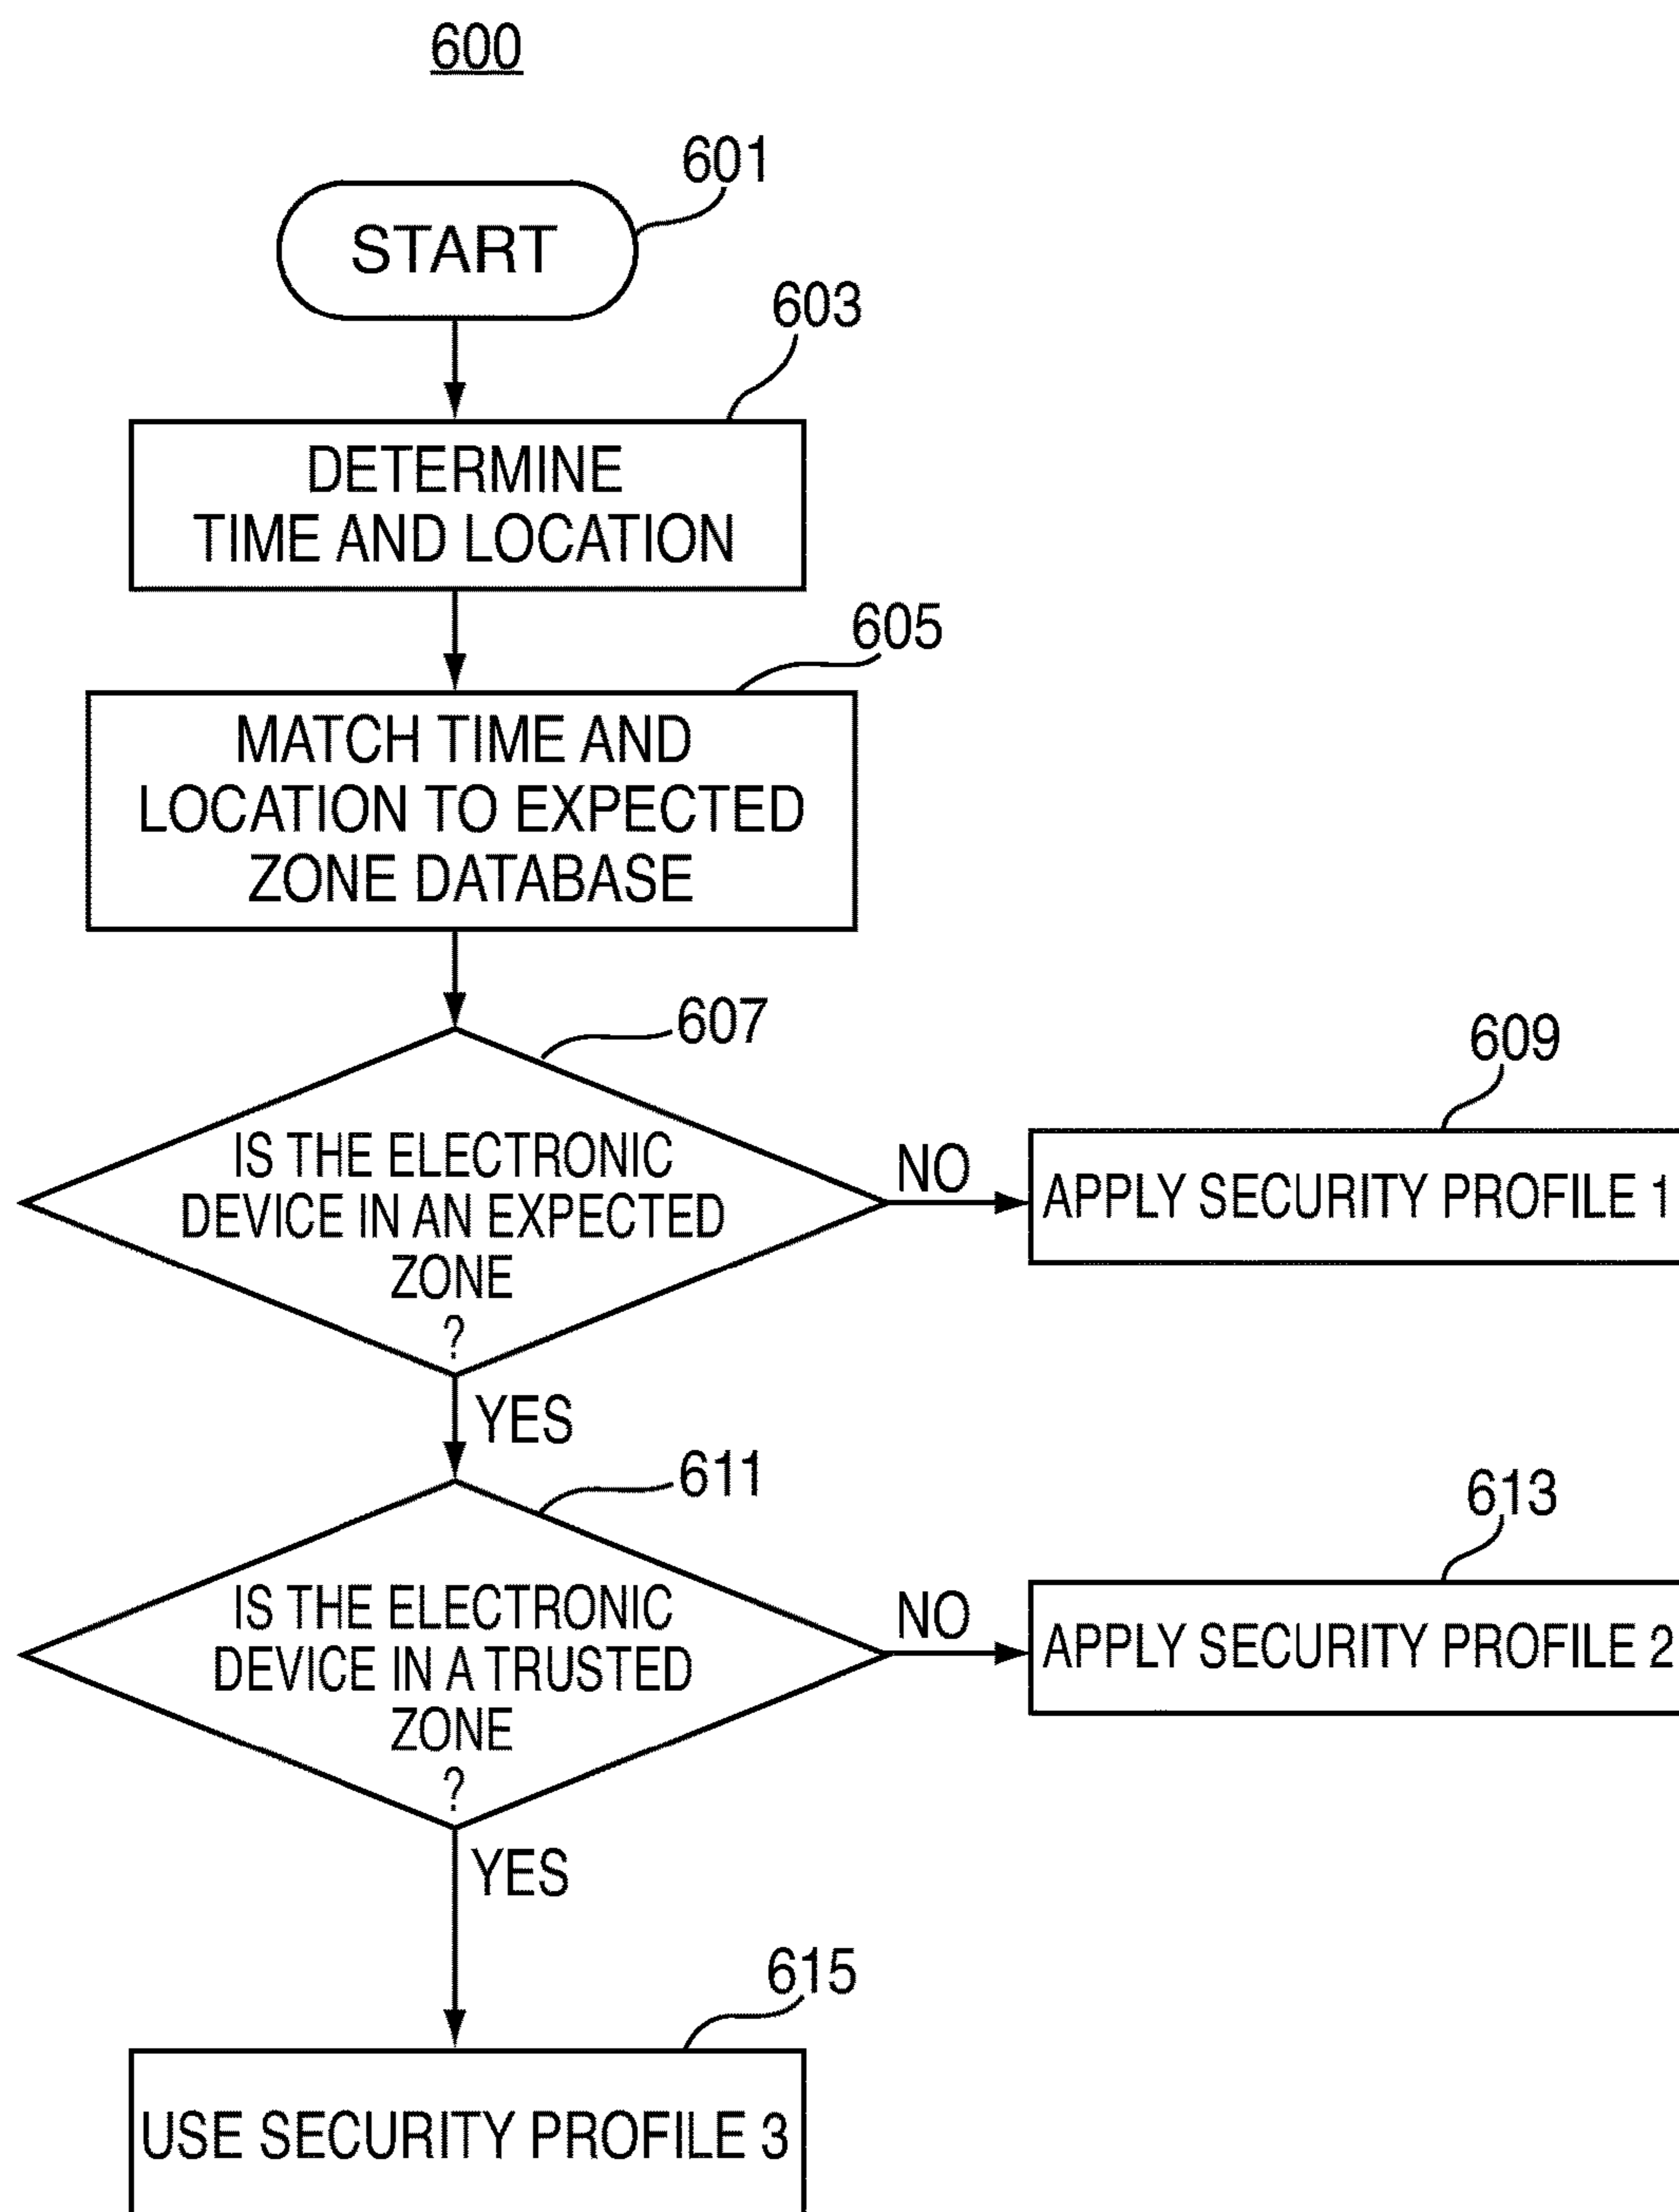 600
601
START
603
DETERMINE
TIME AND LOCATION
605
MATCH TIME AND
LOCATION TO EXPECTED
ZONE DATABASE
607
IS THE ELECTRONIC
DEVICE IN AN EXPECTED
ZONE
?
NO
609
APPLY SECURITY PROFILE 1
YES
611
IS THE ELECTRONIC
DEVICE IN A TRUSTED
ZONE
?
NO
613
APPLY SECURITY PROFILE 2
YES
615
USE SECURITY PROFILE 3